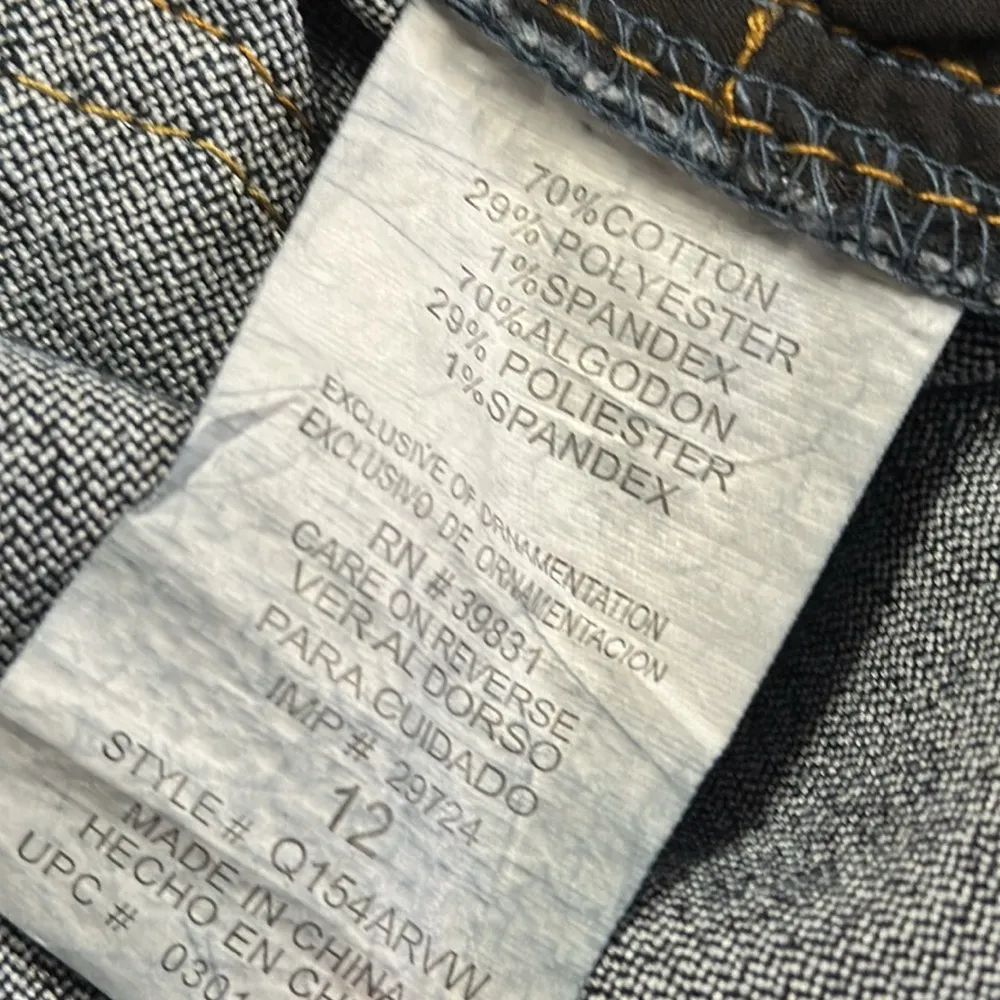 70%COTTON
29% POLYESTER
1%SPANDEX
70%ALGODON
29% POLIESTER
1%SPANDEX
EXCLUSIVE OF ORNAMENTATION
EXCLUSIVO DE ORNAMENTACION
RN # 39831
CARE ON REVERSE
VER AL DORSO
PARA CUIDADO
IMP # 29724
12
STYLE# Q154ARVW
MADE IN CHINA
HECHO EN CH
UPC # 0301